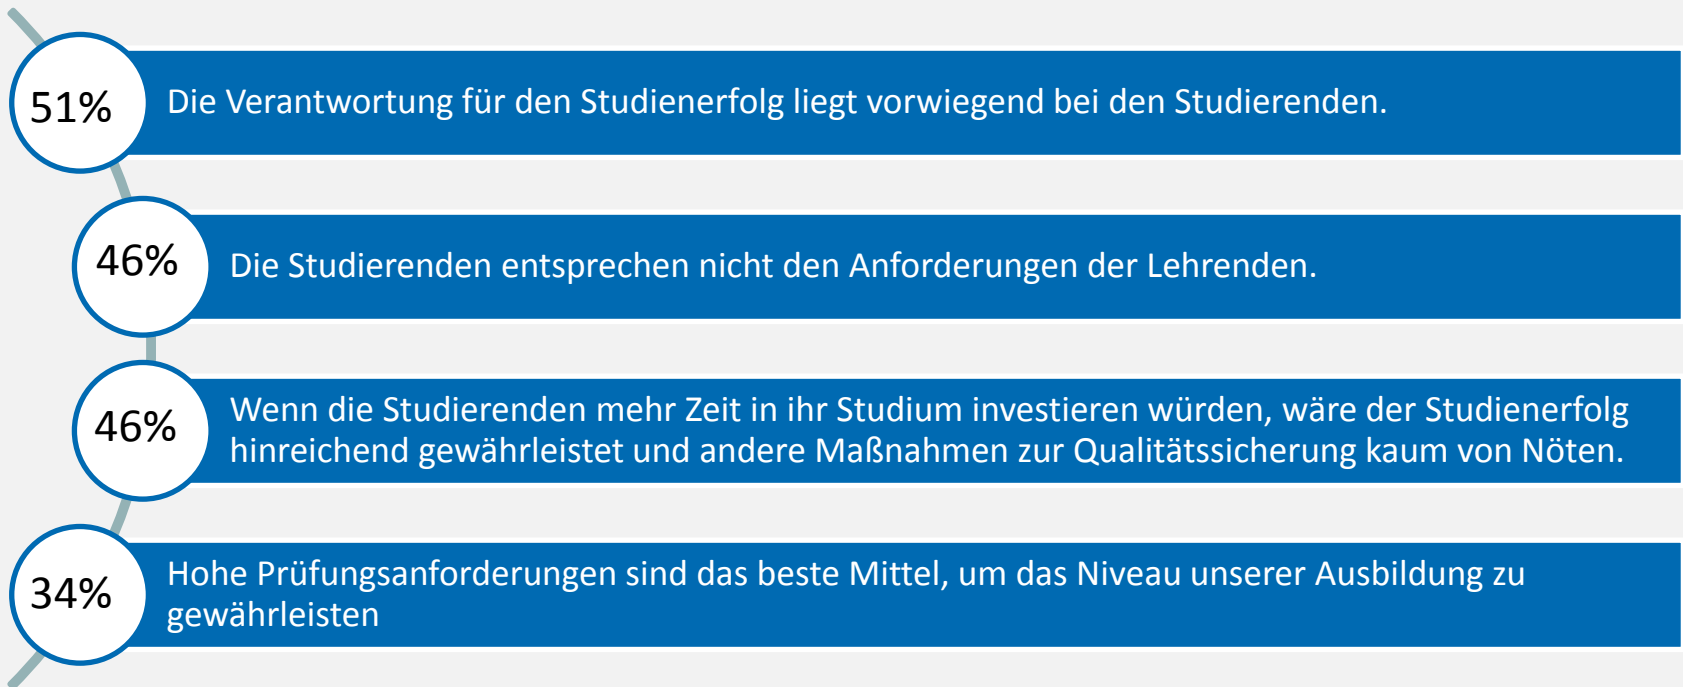 51%
Die Verantwortung für den Studienerfolg liegt vorwiegend bei den Studierenden.
46%
Die Studierenden entsprechen nicht den Anforderungen der Lehrenden.
46%
Wenn die Studierenden mehr Zeit in ihr Studium investieren würden, wäre der Studienerfolg
hinreichend gewährleistet und andere Maßnahmen zur Qualitätssicherung kaum von Nöten.
34%
Hohe Prüfungsanforderungen sind das beste Mittel, um das Niveau unserer Ausbildung zu
gewährleisten